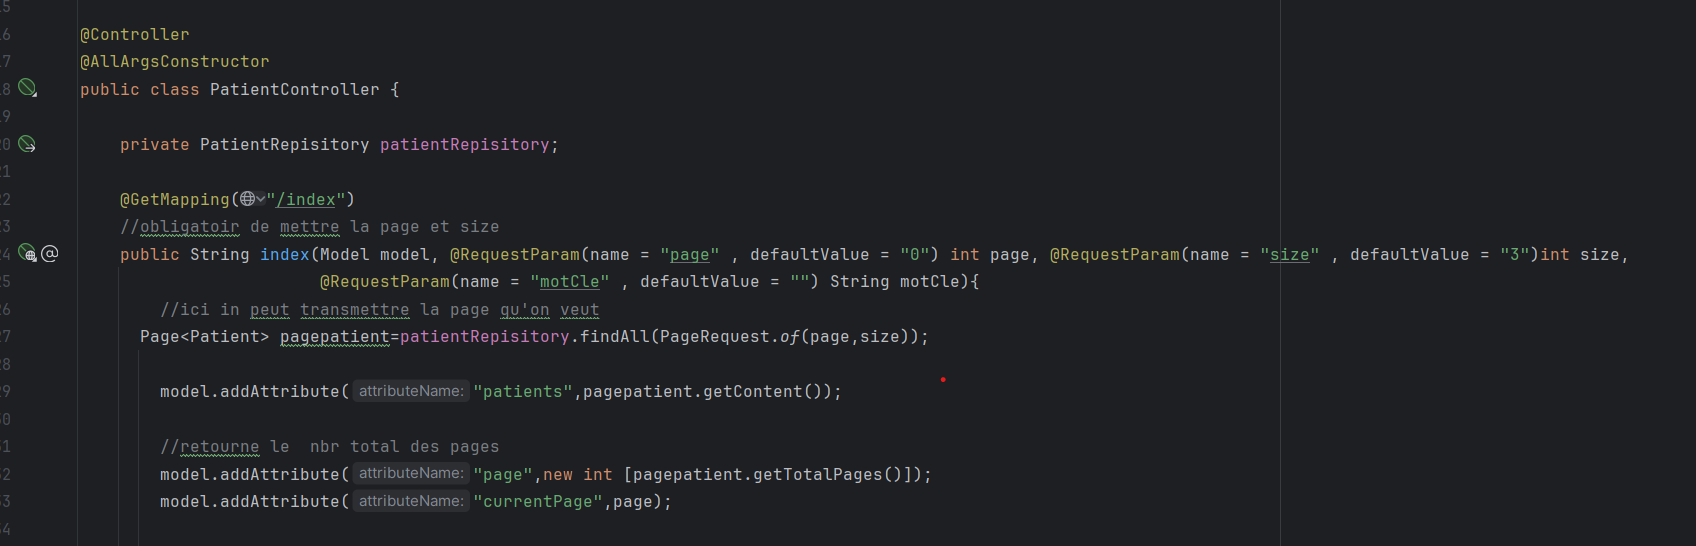 @Controller
@AllArgsConstructor
public class PatientController {
private PatientRepisitory patientRepisitory;
@GetMapping("/index")
//obligatoir de mettre la page et size
public String index(Model model, @RequestParam(name = "page" , defaultValue = "0") int page, @RequestParam(name = "size" , defaultValue = "3")int size,
@RequestParam(name = "motCle" , defaultValue = "") String motCle){
//ici in peut transmettre la page qu'on veut
Page<Patient> pagepatient=patientRepisitory.findAll(PageRequest.of(page,size));
model.addAttribute( attributeName: "patients",pagepatient.getContent());
//retourne le  nbr total des pages
model.addAttribute( attributeName: "page",new int [pagepatient.getTotalPages()]);
model.addAttribute( attributeName: "currentPage",page);